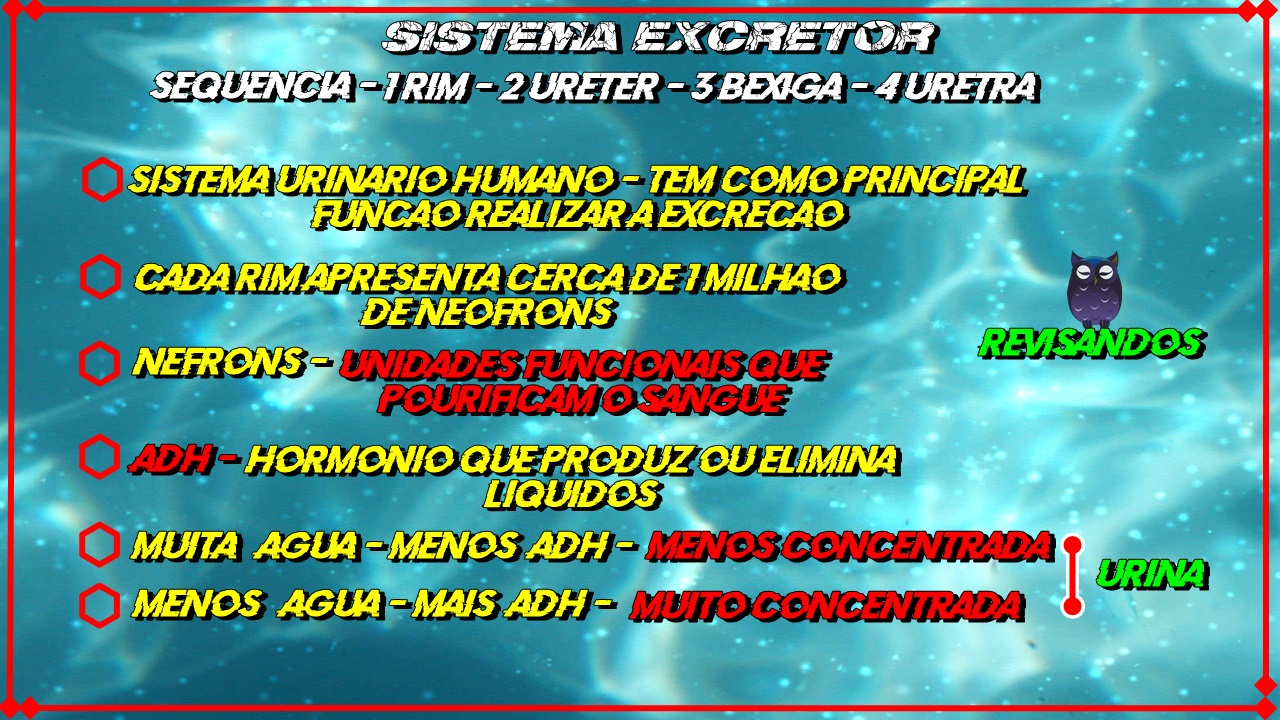 SISTEMA EXCRETOR
SEQUENCIA - 1 RIM - 2 URETER - 3 BEXIGA - 4 URETRA
SISTEMA URINARIO HUMANO - TEM COMO PRINCIPAL
FUNCAO REALIZAR A EXCRECAO
CADA RIM APRESENTA CERCA DE 1 MILHAO
DE NEOFRONS
REVISANDOS
NEFRONS - UNIDADES FUNCIONAIS QUE
POURIFICAM O SANGUE
ADH - HORMONIO QUE PRODUZ OU ELIMINA
LIQUIDOS
MUITA AGUA - MENOS ADH - MENOS CONCENTRADA
URINA
MENOS AGUA - MAIS ADH - MUITO CONCENTRADA